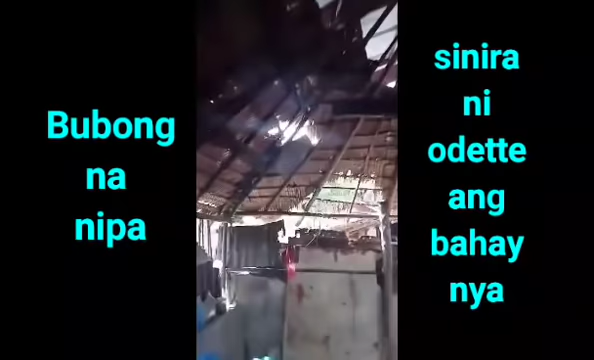 Bubong
na
nipa
sinira
ni
odette
ang
bahay
nya